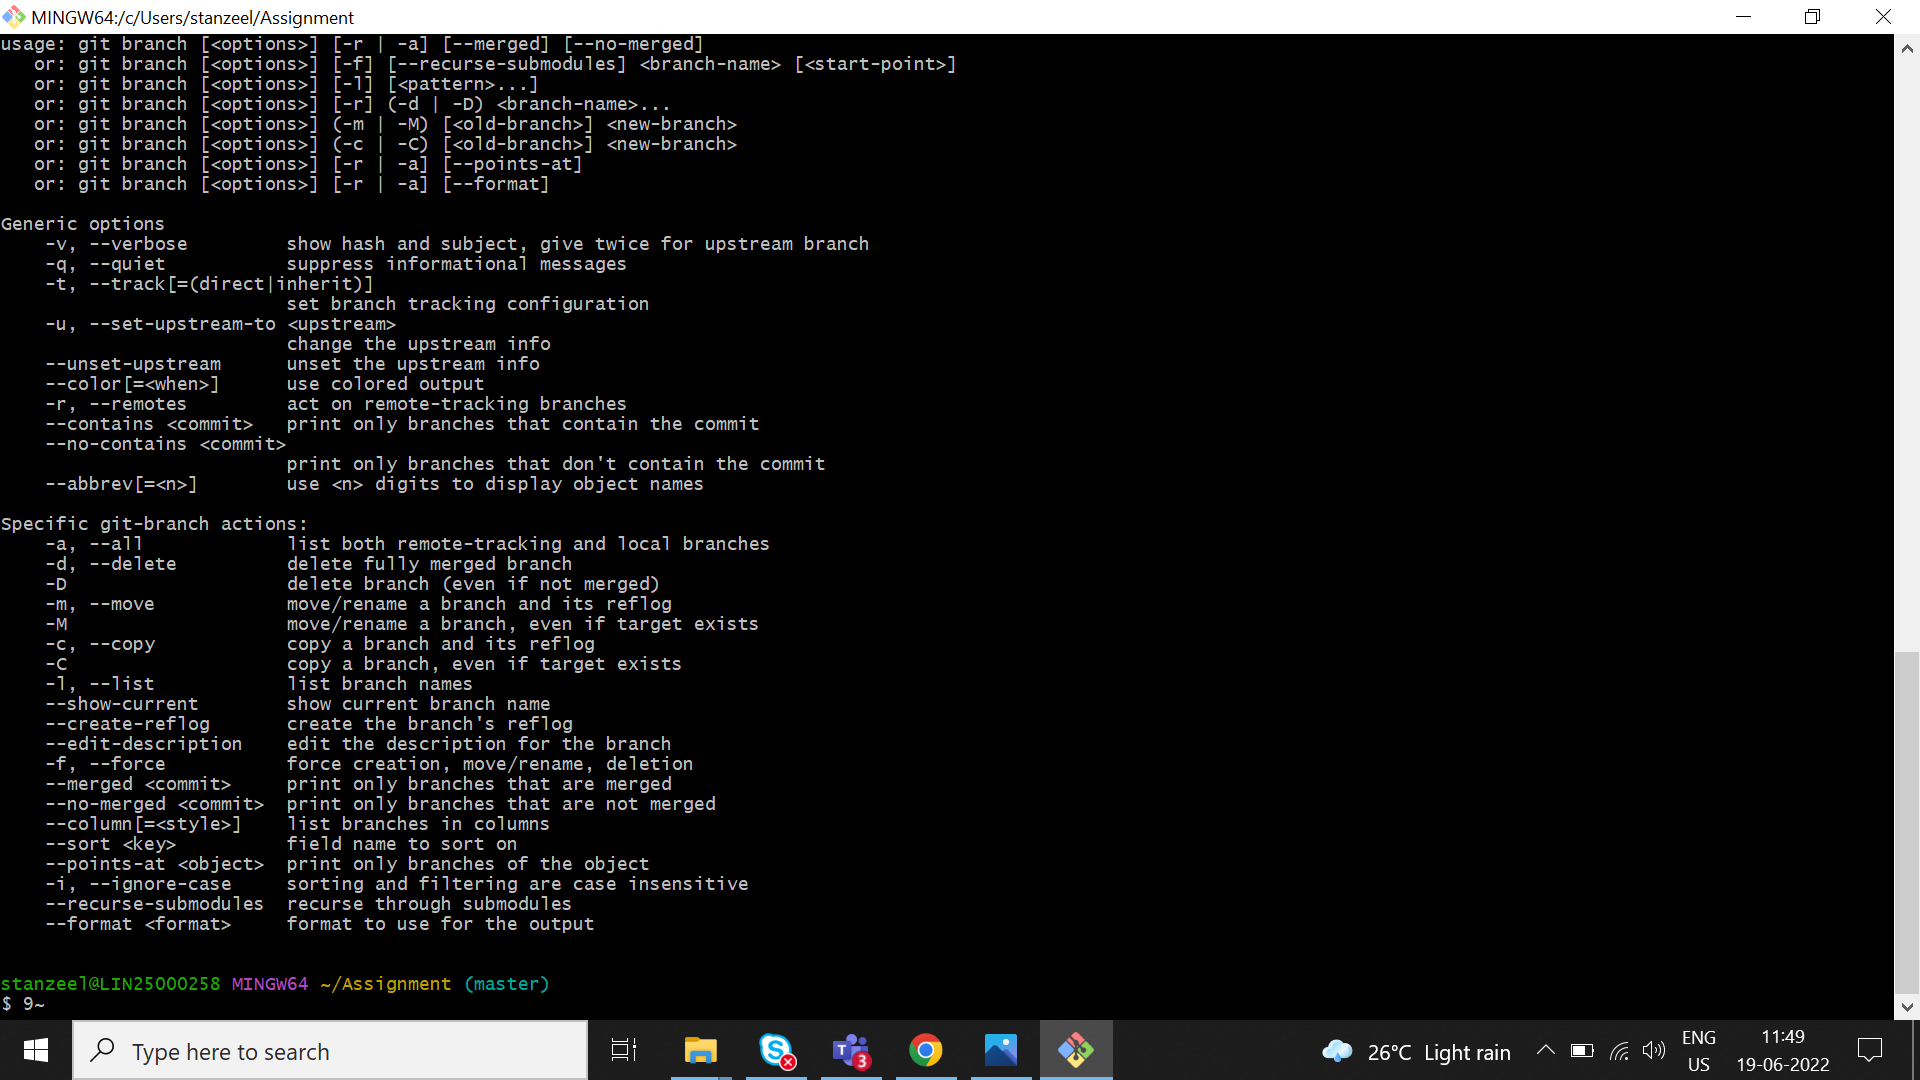 MINGW64:/c/Users/stanzeel/Assignment
usage: git branch [<options>] [-r | -a] [--merged] [--no-merged]
   or: git branch [<options>] [-f] [--recurse-submodules] <branch-name> [<start-point>]
   or: git branch [<options>] [-l] [<pattern>...]
   or: git branch [<options>] [-r] (-d | -D) <branch-name>...
   or: git branch [<options>] (-m | -M) [<old-branch>] <new-branch>
   or: git branch [<options>] (-c | -C) [<old-branch>] <new-branch>
   or: git branch [<options>] [-r | -a] [--points-at]
   or: git branch [<options>] [-r | -a] [--format]

Generic options
    -v, --verbose         show hash and subject, give twice for upstream branch
    -q, --quiet           suppress informational messages
    -t, --track[=(direct|inherit)]
                          set branch tracking configuration
    -u, --set-upstream-to <upstream>
                          change the upstream info
    --unset-upstream      unset the upstream info
    --color[=<when>]      use colored output
    -r, --remotes         act on remote-tracking branches
    --contains <commit>   print only branches that contain the commit
    --no-contains <commit>
                          print only branches that don't contain the commit
    --abbrev[=<n>]        use <n> digits to display object names

Specific git-branch actions:
    -a, --all             list both remote-tracking and local branches
    -d, --delete          delete fully merged branch
    -D                    delete branch (even if not merged)
    -m, --move            move/rename a branch and its reflog
    -M                    move/rename a branch, even if target exists
    -c, --copy            copy a branch and its reflog
    -C                    copy a branch, even if target exists
    -l, --list            list branch names
    --show-current        show current branch name
    --create-reflog       create the branch's reflog
    --edit-description    edit the description for the branch
    -f, --force           force creation, move/rename, deletion
    --merged <commit>     print only branches that are merged
    --no-merged <commit>  print only branches that are not merged
    --column[=<style>]    list branches in columns
    --sort <key>          field name to sort on
    --points-at <object>  print only branches of the object
    -i, --ignore-case     sorting and filtering are case insensitive
    --recurse-submodules  recurse through submodules
    --format <format>     format to use for the output

stanzeel@LIN25000258 MINGW64 ~/Assignment (master)
$ 9~
Type here to search
T
3
26°C Light rain
ENG
US
11:49
19-06-2022